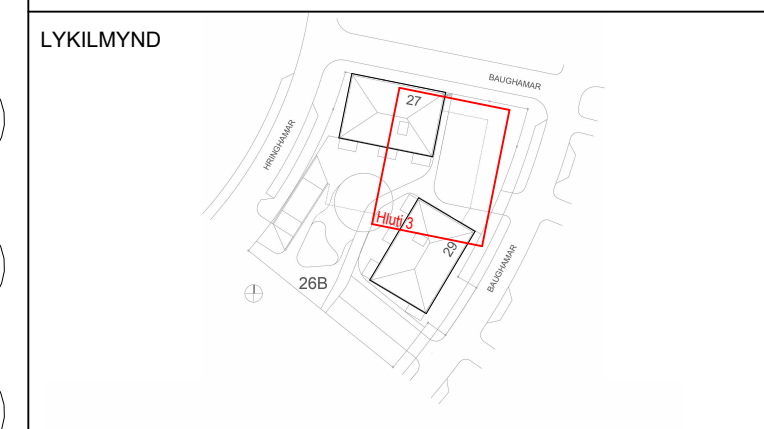 LYKILMYND
BAUGHAMAR
27
HRINGHAMAR
Hluti 3
29
BAUGHAMAR
26B